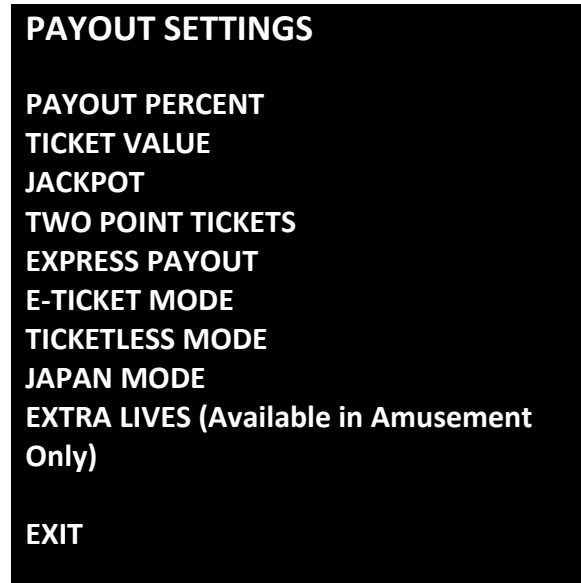 PAYOUT SETTINGS
PAYOUT PERCENT
TICKET VALUE
JACKPOT
TWO POINT TICKETS
EXPRESS PAYOUT
E-TICKET MODE
TICKETLESS MODE
JAPAN MODE
EXTRA LIVES (Available in Amusement
Only)
EXIT